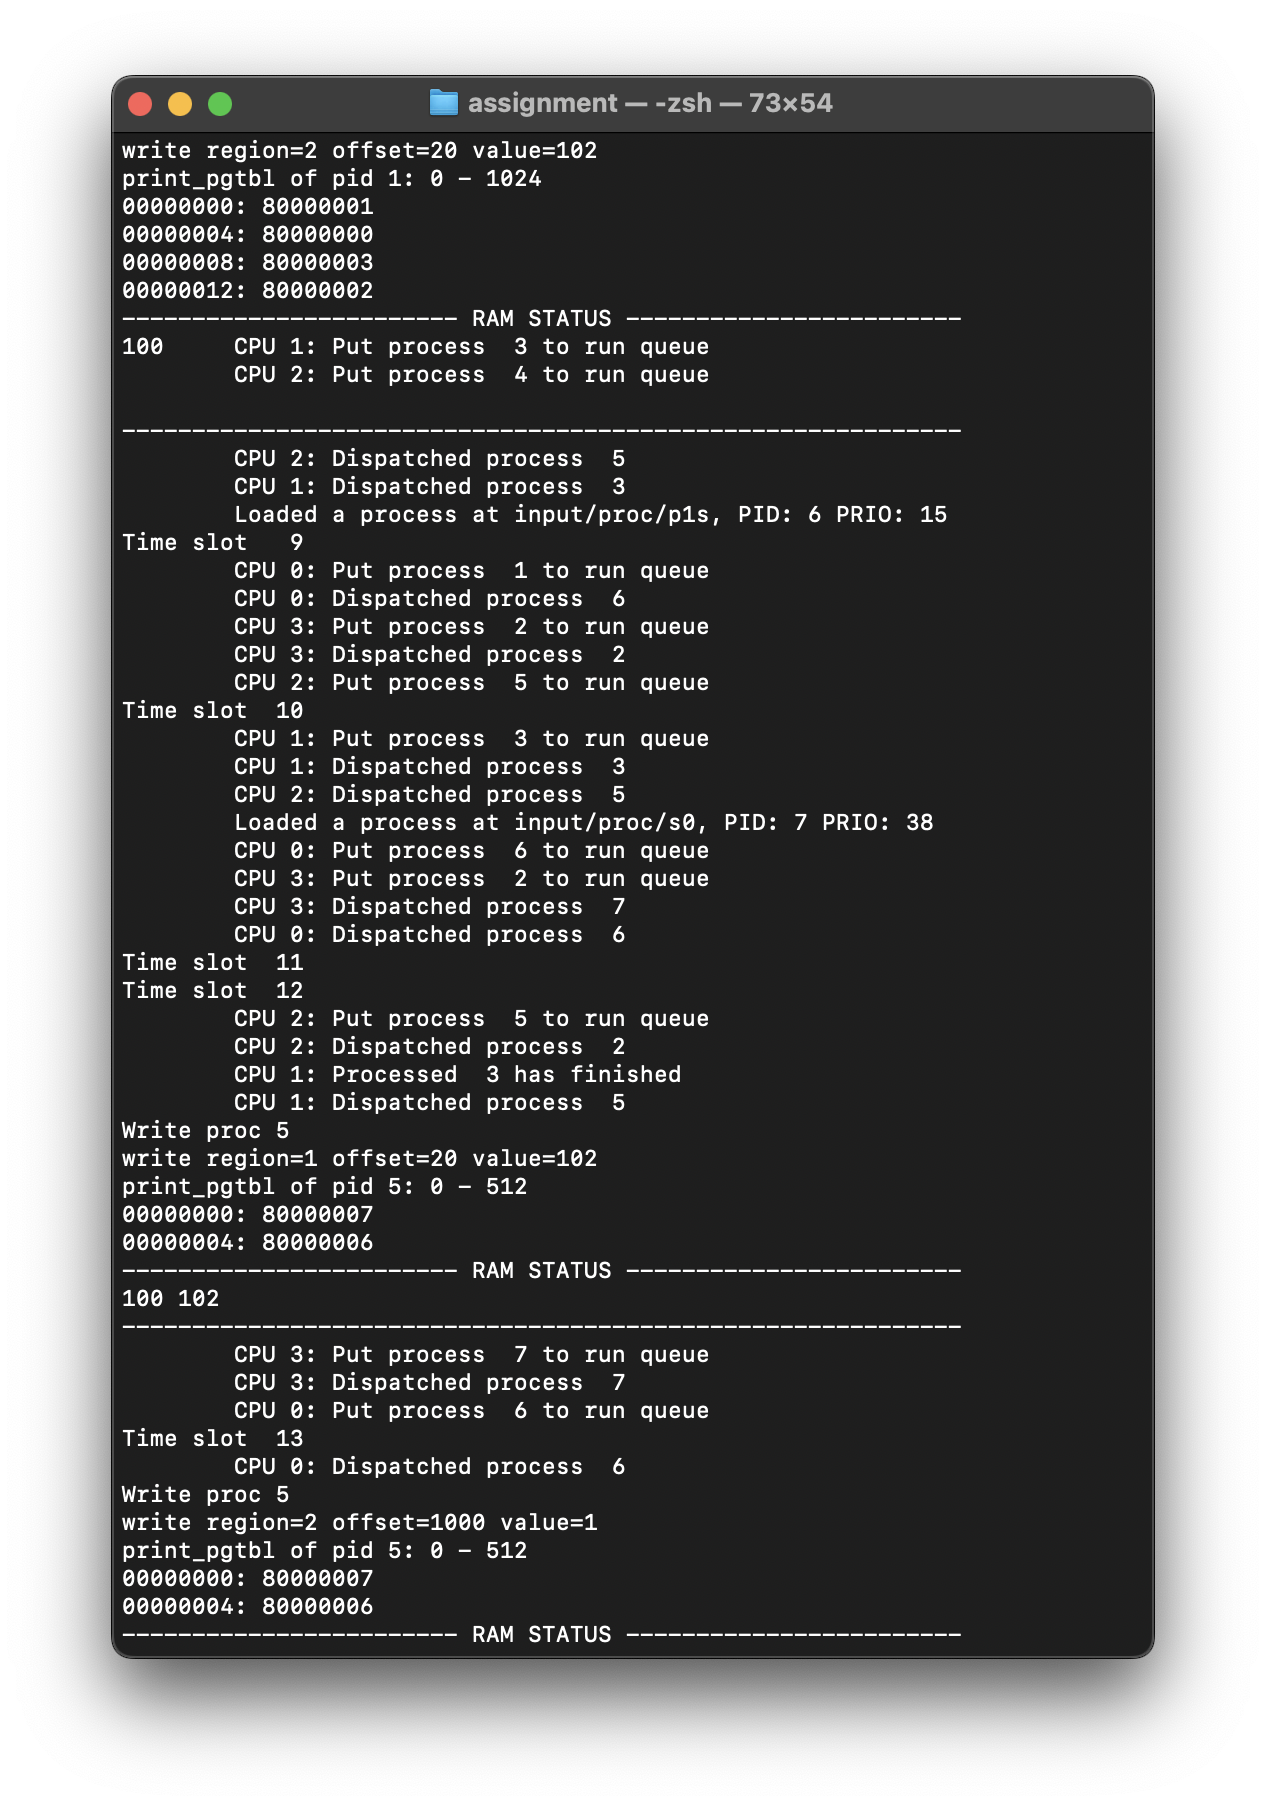 assignment — -zsh — 73×54
write region=2 offset=20 value=102
print_pgtbl of pid 1: 0 - 1024
00000000: 80000001
00000004: 80000000
00000008: 80000003
00000012: 80000002
------------------------ RAM STATUS ------------------------
100     CPU 1: Put process  3 to run queue
        CPU 2: Put process  4 to run queue

------------------------------------------------------------
        CPU 2: Dispatched process  5
        CPU 1: Dispatched process  3
        Loaded a process at input/proc/p1s, PID: 6 PRIO: 15
Time slot   9
        CPU 0: Put process  1 to run queue
        CPU 0: Dispatched process  6
        CPU 3: Put process  2 to run queue
        CPU 3: Dispatched process  2
        CPU 2: Put process  5 to run queue
Time slot  10
        CPU 1: Put process  3 to run queue
        CPU 1: Dispatched process  3
        CPU 2: Dispatched process  5
        Loaded a process at input/proc/s0, PID: 7 PRIO: 38
        CPU 0: Put process  6 to run queue
        CPU 3: Put process  2 to run queue
        CPU 3: Dispatched process  7
        CPU 0: Dispatched process  6
Time slot  11
Time slot  12
        CPU 2: Put process  5 to run queue
        CPU 2: Dispatched process  2
        CPU 1: Processed  3 has finished
        CPU 1: Dispatched process  5
Write proc 5
write region=1 offset=20 value=102
print_pgtbl of pid 5: 0 - 512
00000000: 80000007
00000004: 80000006
------------------------ RAM STATUS ------------------------
100 102
------------------------------------------------------------
        CPU 3: Put process  7 to run queue
        CPU 3: Dispatched process  7
        CPU 0: Put process  6 to run queue
Time slot  13
        CPU 0: Dispatched process  6
Write proc 5
write region=2 offset=1000 value=1
print_pgtbl of pid 5: 0 - 512
00000000: 80000007
00000004: 80000006
------------------------ RAM STATUS ------------------------